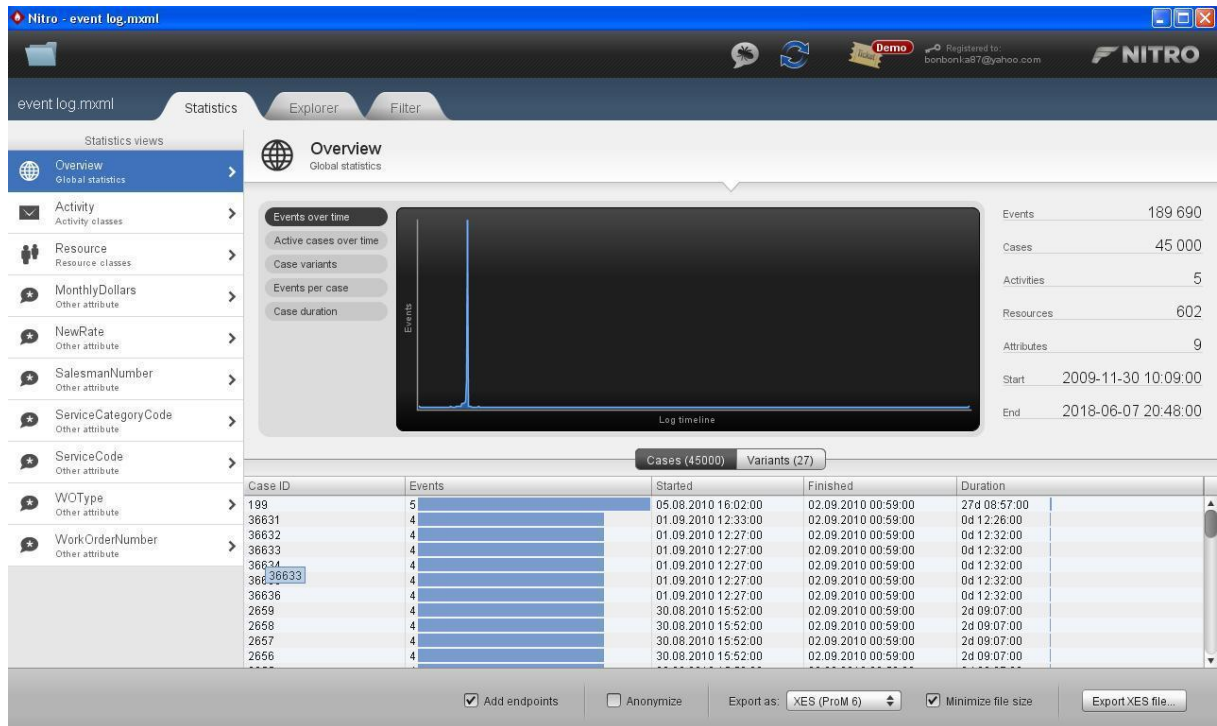 Nitro - event log.mxml
Ticket Demo
Registered to:
bonbonka87@yahoo.com
NITRO
event log.mxml
Statistics
Explorer
Filter
Statistics views
Overview
Global statistics
Activity
Activity classes
Resource
Resource classes
MonthlyDollars
Other attribute
NewRate
Other attribute
SalesmanNumber
Other attribute
ServiceCategoryCode
Other attribute
ServiceCode
Other attribute
WOType
Other attribute
WorkOrderNumber
Other attribute
Overview
Global statistics
Events over time
Active cases over time
Case variants
Events per case
Case duration
Events
Log timeline
Events 189 690
Cases 45 000
Activities 5
Resources 602
Attributes 9
Start 2009-11-30 10:09:00
End 2018-06-07 20:48:00
Cases (45000) Variants (27)
Case ID Events Started Finished Duration
199 5 05.08.2010 16:02:00 02.09.2010 00:59:00 27d 08:57:00
36631 4 01.09.2010 12:33:00 02.09.2010 00:59:00 0d 12:26:00
36632 4 01.09.2010 12:27:00 02.09.2010 00:59:00 0d 12:32:00
36633 4 01.09.2010 12:27:00 02.09.2010 00:59:00 0d 12:32:00
36634 4 01.09.2010 12:27:00 02.09.2010 00:59:00 0d 12:32:00
36633
4 01.09.2010 12:27:00 02.09.2010 00:59:00 0d 12:32:00
36636 4 01.09.2010 12:27:00 02.09.2010 00:59:00 0d 12:32:00
2659 4 30.08.2010 15:52:00 02.09.2010 00:59:00 2d 09:07:00
2658 4 30.08.2010 15:52:00 02.09.2010 00:59:00 2d 09:07:00
2657 4 30.08.2010 15:52:00 02.09.2010 00:59:00 2d 09:07:00
2656 4 30.08.2010 15:52:00 02.09.2010 00:59:00 2d 09:07:00
Add endpoints
Anonymize
Export as: XES (ProM 6)
Minimize file size
Export XES file...